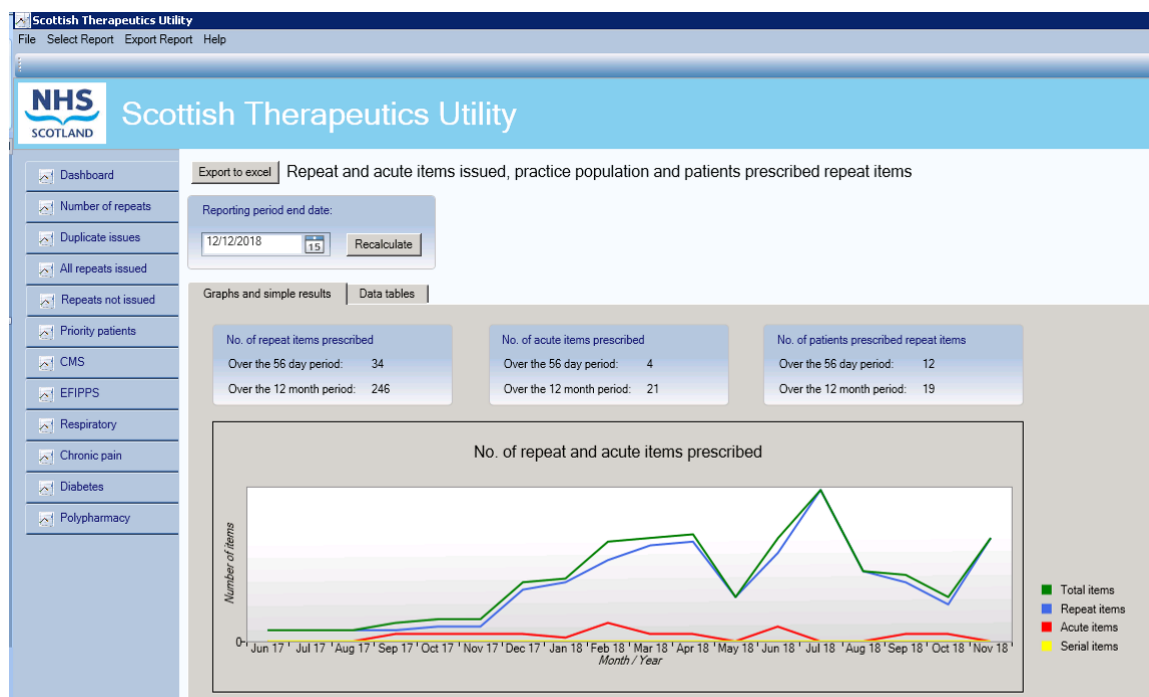 Scottish Therapeutics Utility
File Select Report Export Report Help
NHS
SCOTLAND
Scottish Therapeutics Utility
Dashboard
Number of repeats
Duplicate issues
All repeats issued
Repeats not issued
Priority patients
CMS
EFIPPS
Respiratory
Chronic pain
Diabetes
Polypharmacy
Export to excel Repeat and acute items issued, practice population and patients prescribed repeat items
Reporting period end date:
12/12/2018 15 Recalculate
Graphs and simple results Data tables
No. of repeat items prescribed
Over the 56 day period: 34
Over the 12 month period: 246
No. of acute items prescribed
Over the 56 day period: 4
Over the 12 month period: 21
No. of patients prescribed repeat items
Over the 56 day period: 12
Over the 12 month period: 19
No. of repeat and acute items prescribed
Number of items
0
Jun 17 Jul 17 Aug 17 Sep 17 Oct 17 Nov 17 Dec 17 Jan 18 Feb 18 Mar 18 Apr 18 May 18 Jun 18 Jul 18 Aug 18 Sep 18 Oct 18 Nov 18
Month / Year
Total items
Repeat items
Acute items
Serial items